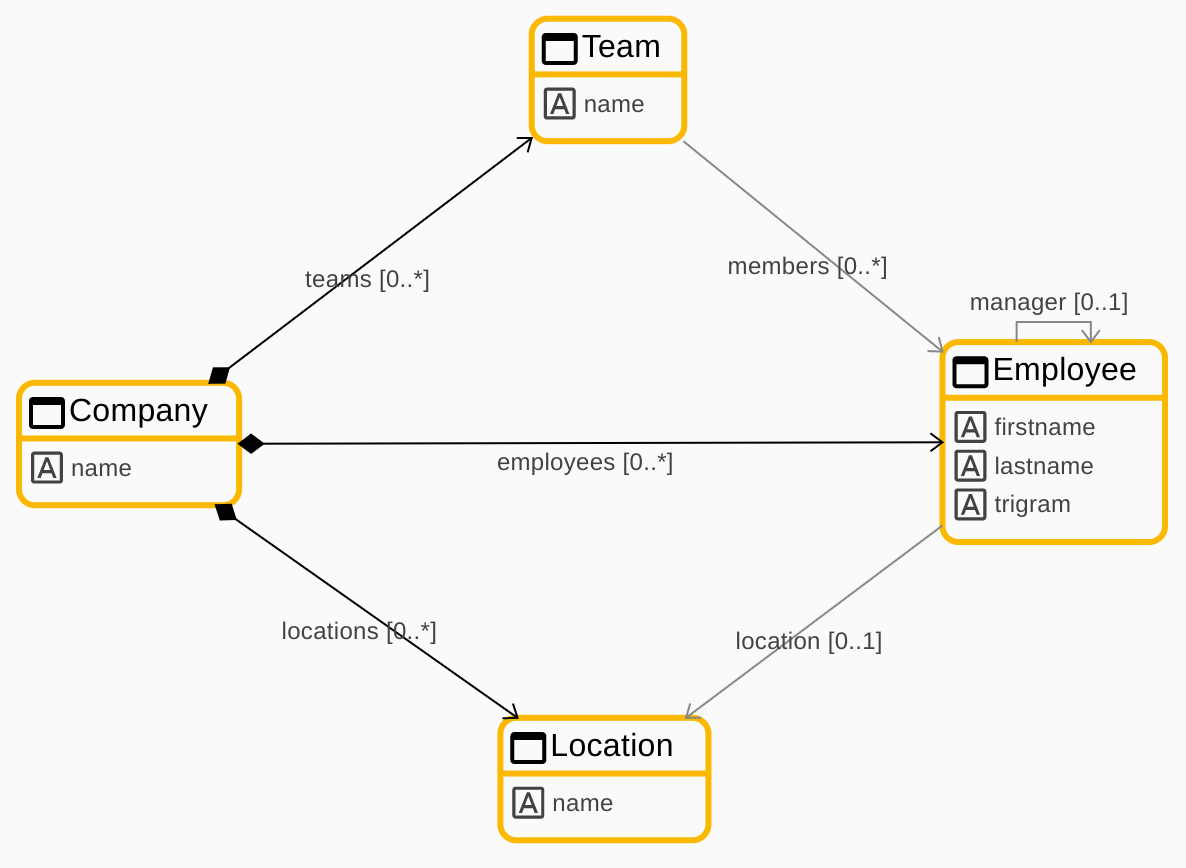 Team
name
teams [0..*]
members [0..*]
manager [0..1]
Company
name
employees [0..*]
Employee
firstname
lastname
trigram
locations [0..*]
location [0..1]
Location
name